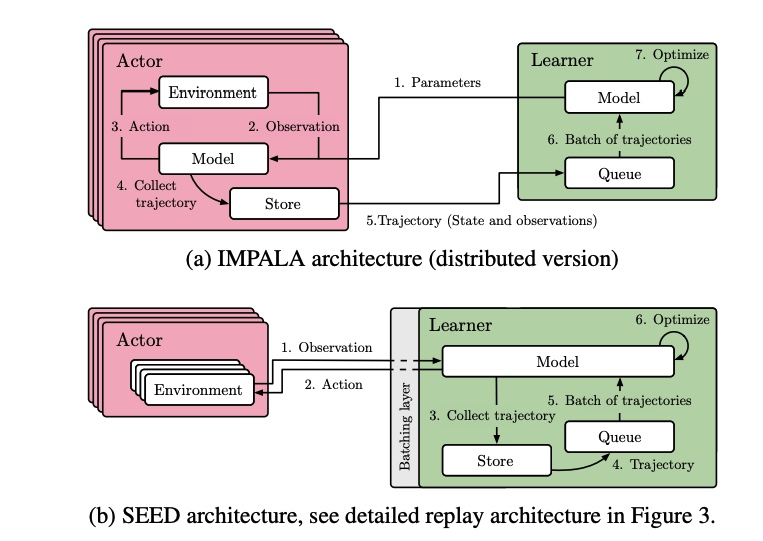 Actor
Environment
3. Action
2. Observation
Model
4. Collect
trajectory
Store
1. Parameters
Learner
7. Optimize
Model
6. Batch of trajectories
Queue
5.Trajectory (State and observations)
(a) IMPALA architecture (distributed version)
Actor
Environment
1. Observation
2. Action
Batching layer
Learner
6. Optimize
Model
3. Collect trajectory
5. Batch of trajectories
Queue
Store
4. Trajectory
(b) SEED architecture, see detailed replay architecture in Figure 3.